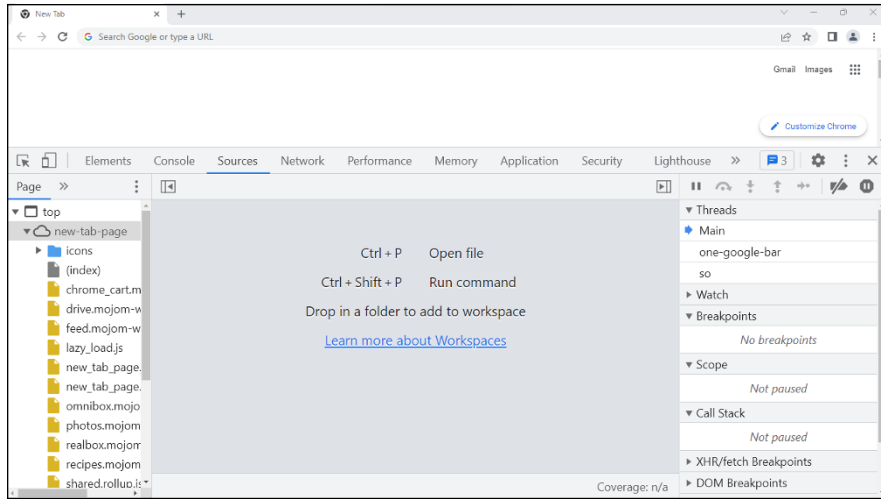 New Tab
Search Google or type a URL
Gmail Images
Customize Chrome
Elements Console Sources Network Performance Memory Application Security Lighthouse » 3
Page »
top
new-tab-page
icons
(index)
chrome_cart.m
drive.mojom-w
feed.mojom-w
lazy_load.js
new_tab_page.
new_tab_page.
omnibox.mojo
photos.mojom
realbox.mojom
recipes.mojom
shared.rollup.js
Ctrl + P Open file
Ctrl + Shift + P Run command
Drop in a folder to add to workspace
Learn more about Workspaces
Coverage: n/a
Threads
Main
one-google-bar
so
Watch
Breakpoints
No breakpoints
Scope
Not paused
Call Stack
Not paused
XHR/fetch Breakpoints
DOM Breakpoints